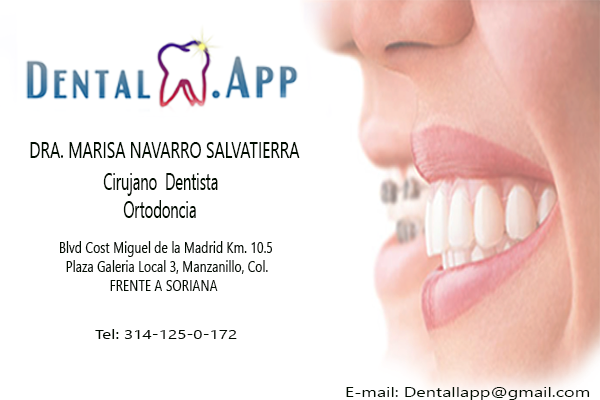 DENTAL .APP
DRA. MARISA NAVARRO SALVATIERRA
Cirujano Dentista
Ortodoncia
Blvd Cost Miguel de la Madrid Km. 10.5
Plaza Galeria Local 3, Manzanillo, Col.
FRENTE A SORIANA
Tel: 314-125-0-172
E-mail: Dentallapp@gmail.com